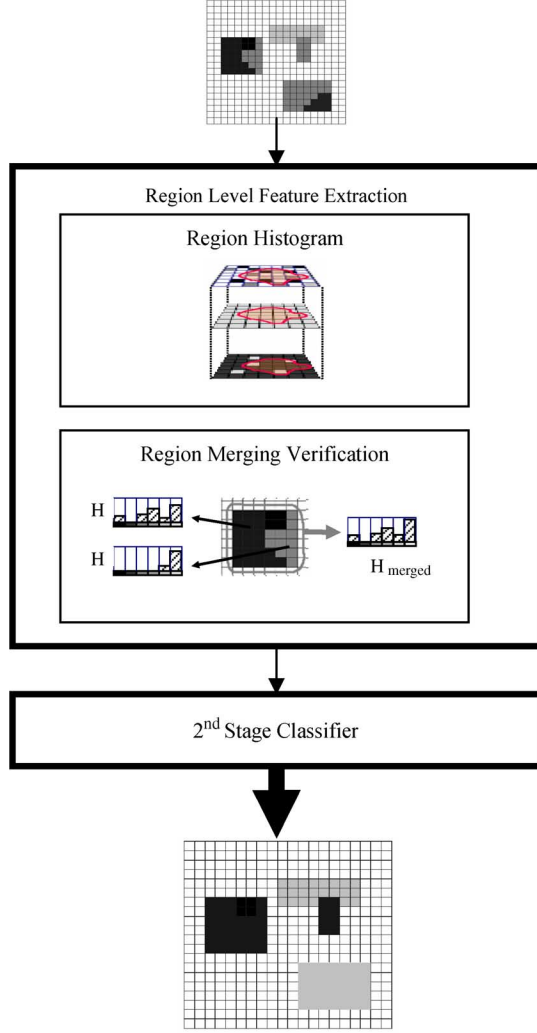 Region Level Feature Extraction
Region Histogram
Region Merging Verification
H
H
H merged
2nd Stage Classifier